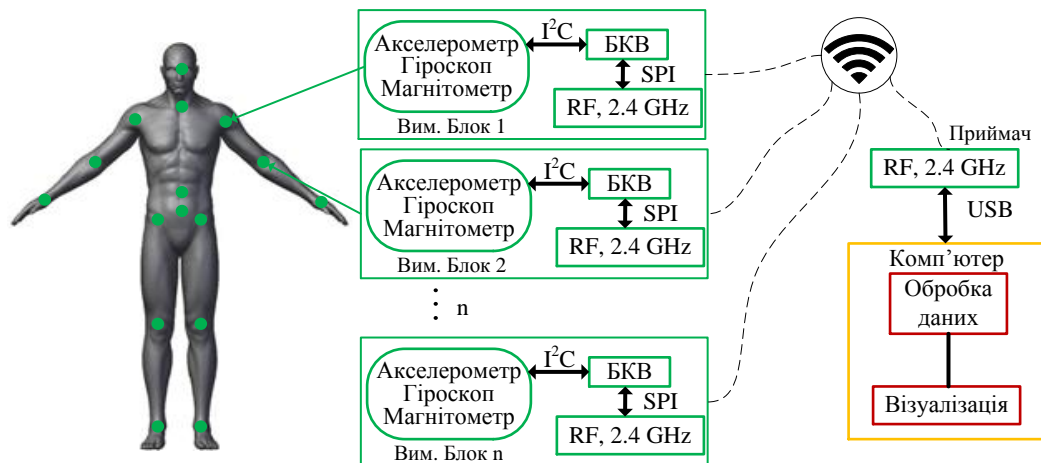 Акселерометр
Гіроскоп
Магнітометр
I²C
БКВ
SPI
RF, 2.4 GHz
Вим. Блок 1
Акселерометр
Гіроскоп
Магнітометр
I²C
БКВ
SPI
RF, 2.4 GHz
Вим. Блок 2
n
Акселерометр
Гіроскоп
Магнітометр
I²C
БКВ
SPI
RF, 2.4 GHz
Вим. Блок n
Приймач
RF, 2.4 GHz
USB
Комп’ютер
Обробка
даних
Візуалізація